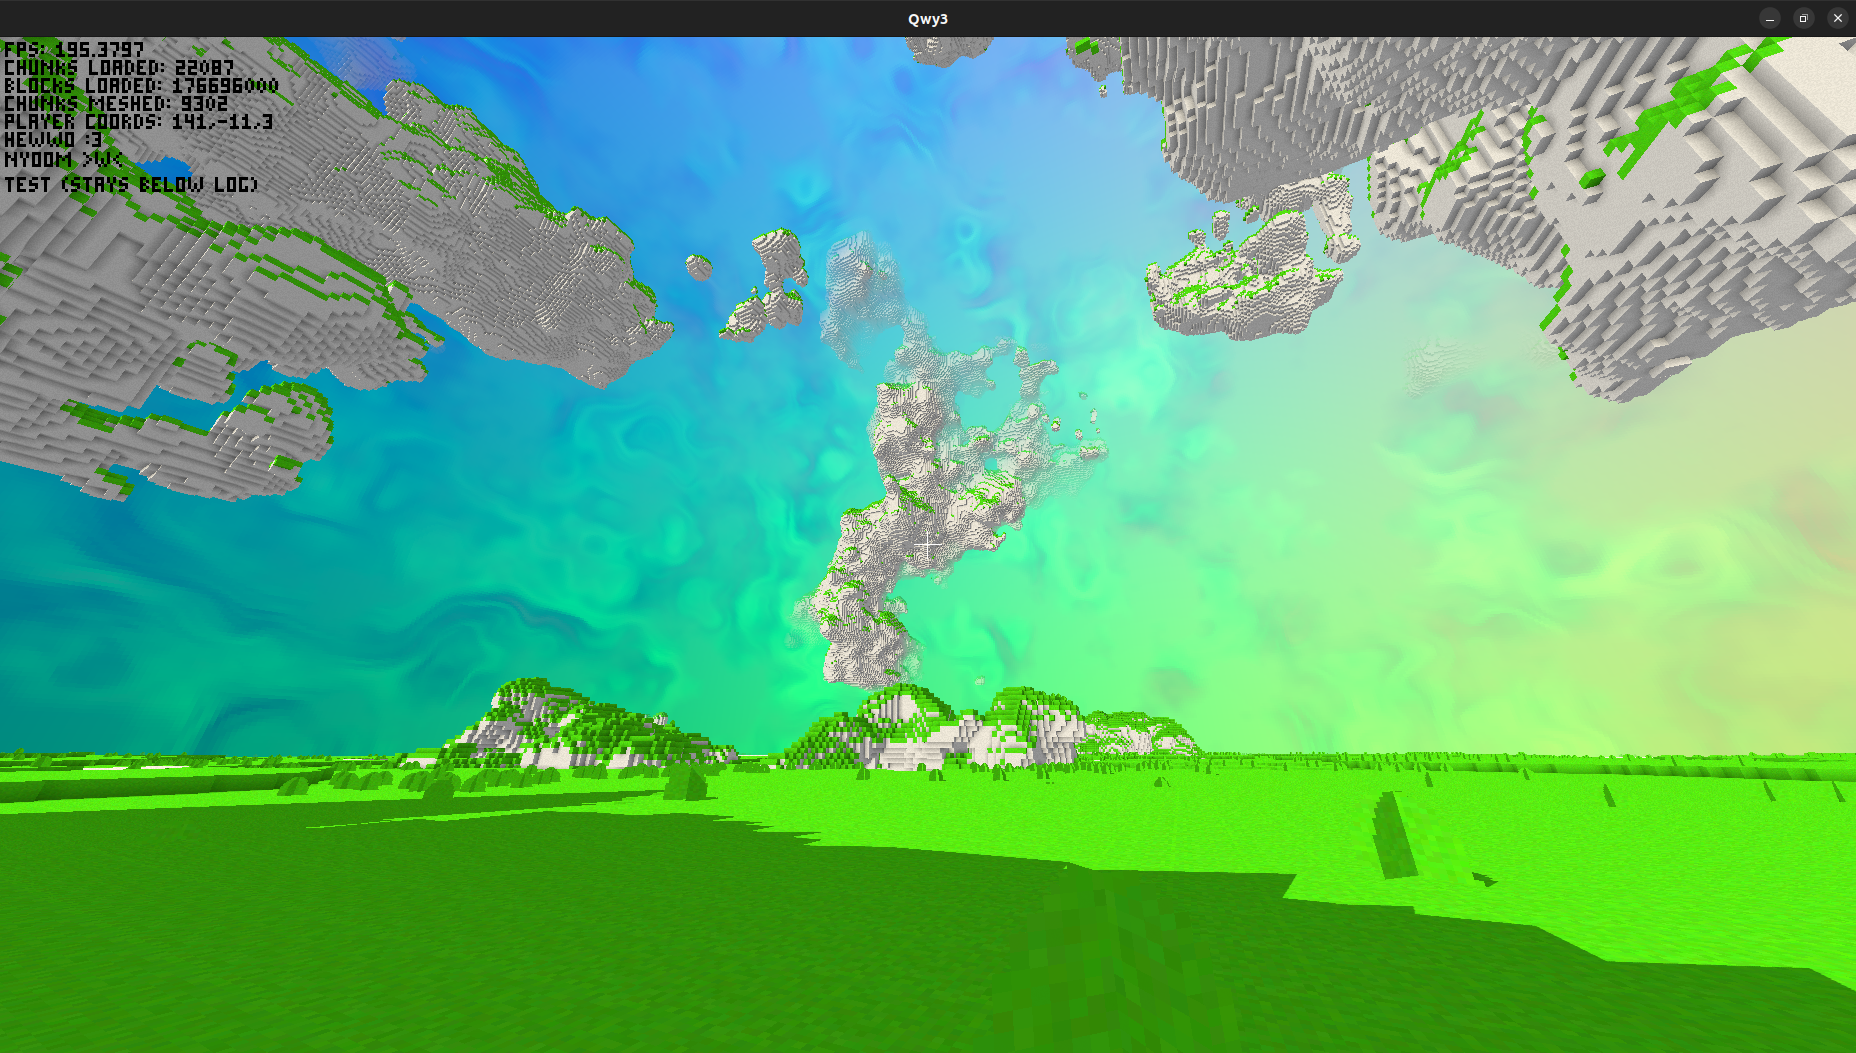 Qwy3
FPS: 195.3797
CHUNKS LOADED: 22087
BLOCKS LOADED: 176696000
CHUNKS MESHED: 9302
PLAYER COORDS: 141,-11.3
HEWWO :3
NYOOM >W<
TEST (STAYS BELOW LOG)